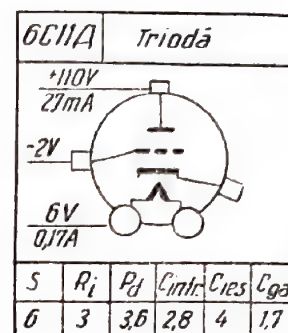 6С11Д Triodă
+110V
27mA
-2V
6V
0,17A
S Ri Pd Cintr. Cies Cga
6 3 3,6 2,8 4 1,7